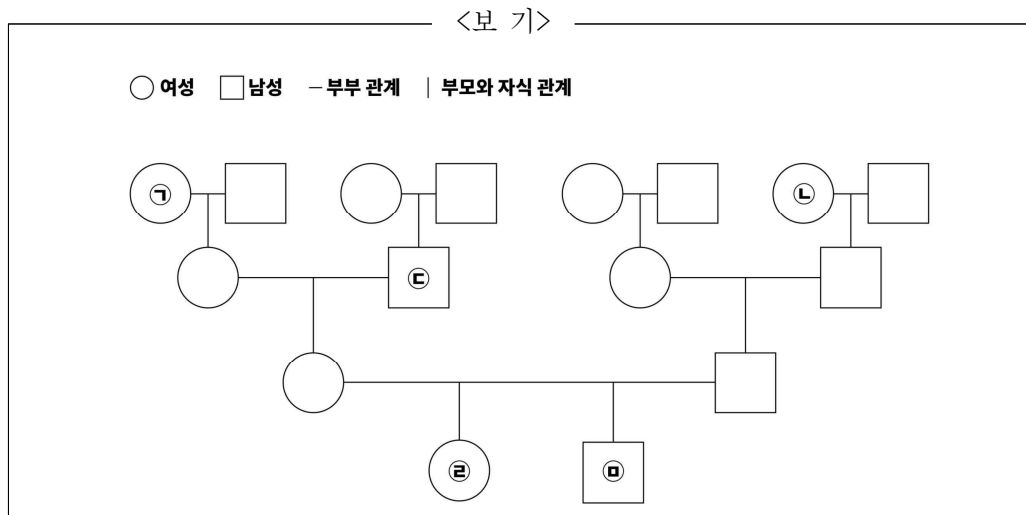 <보 기>
여성 남성 ― 부부 관계 | 부모와 자식 관계
㉠ ㉡
㉢
㉣ ㉤